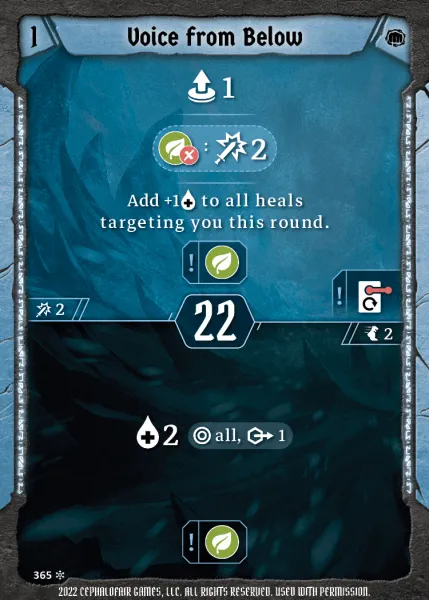 1
Voice from Below
1
: 2
Add +1 to all heals
targeting you this round.
!
!
2
22
2
2 all, 1
!
365
2022 CEPHALOFAIR GAMES, LLC. ALL RIGHTS RESERVED. USED WITH PERMISSION.